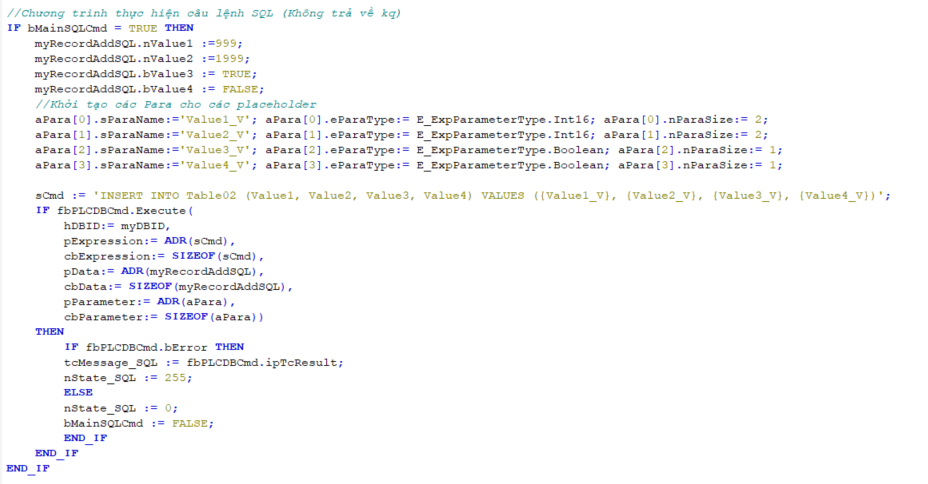 //Chương trình thực hiện câu lệnh SQL (Không trả về kq)
IF bMainSQLCmd = TRUE THEN
myRecordAddSQL.nValue1 :=999;
myRecordAddSQL.nValue2 :=1999;
myRecordAddSQL.bValue3 := TRUE;
myRecordAddSQL.bValue4 := FALSE;
//Khởi tạo các Para cho các placeholder
aPara[0].sParaName:='Value1_V'; aPara[0].eParaType:= E_ExpParameterType.Int16; aPara[0].nParaSize:= 2;
aPara[1].sParaName:='Value2_V'; aPara[1].eParaType:= E_ExpParameterType.Int16; aPara[1].nParaSize:= 2;
aPara[2].sParaName:='Value3_V'; aPara[2].eParaType:= E_ExpParameterType.Boolean; aPara[2].nParaSize:= 1;
aPara[3].sParaName:='Value4_V'; aPara[3].eParaType:= E_ExpParameterType.Boolean; aPara[3].nParaSize:= 1;
sCmd := 'INSERT INTO Table02 (Value1, Value2, Value3, Value4) VALUES ({Value1_V}, {Value2_V}, {Value3_V}, {Value4_V})';
IF fbPLCDBCmd.Execute(
hDBID:= myDBID,
pExpression:= ADR(sCmd),
cbExpression:= SIZEOF(sCmd),
pData:= ADR(myRecordAddSQL),
cbData:= SIZEOF(myRecordAddSQL),
pParameter:= ADR(aPara),
cbParameter:= SIZEOF(aPara))
THEN
IF fbPLCDBCmd.bError THEN
tcMessage_SQL := fbPLCDBCmd.ipTcResult;
nState_SQL := 255;
ELSE
nState_SQL := 0;
bMainSQLCmd := FALSE;
END_IF
END_IF
END_IF